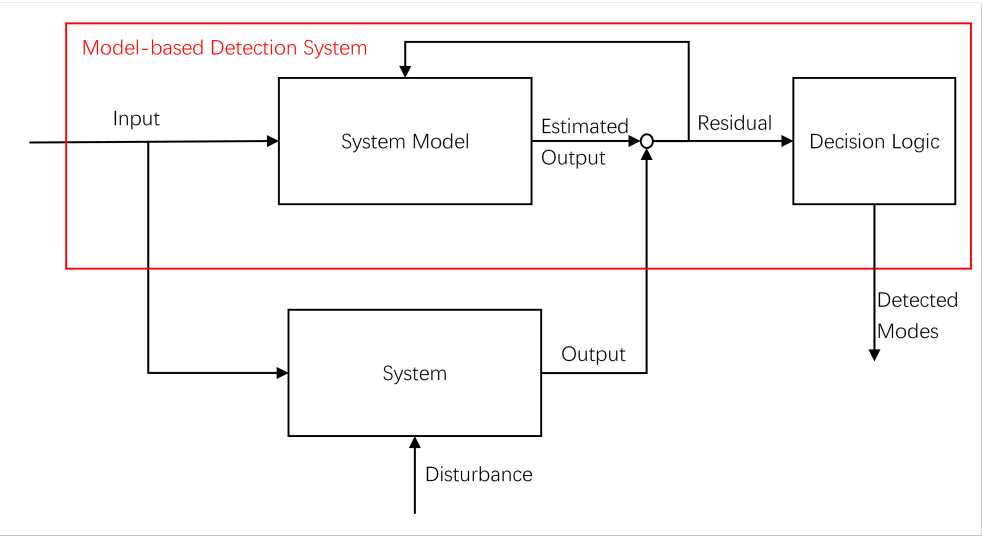 Model-based Detection System
Input
System Model
Estimated
Output
Residual
Decision Logic
Detected
Modes
System
Output
Disturbance